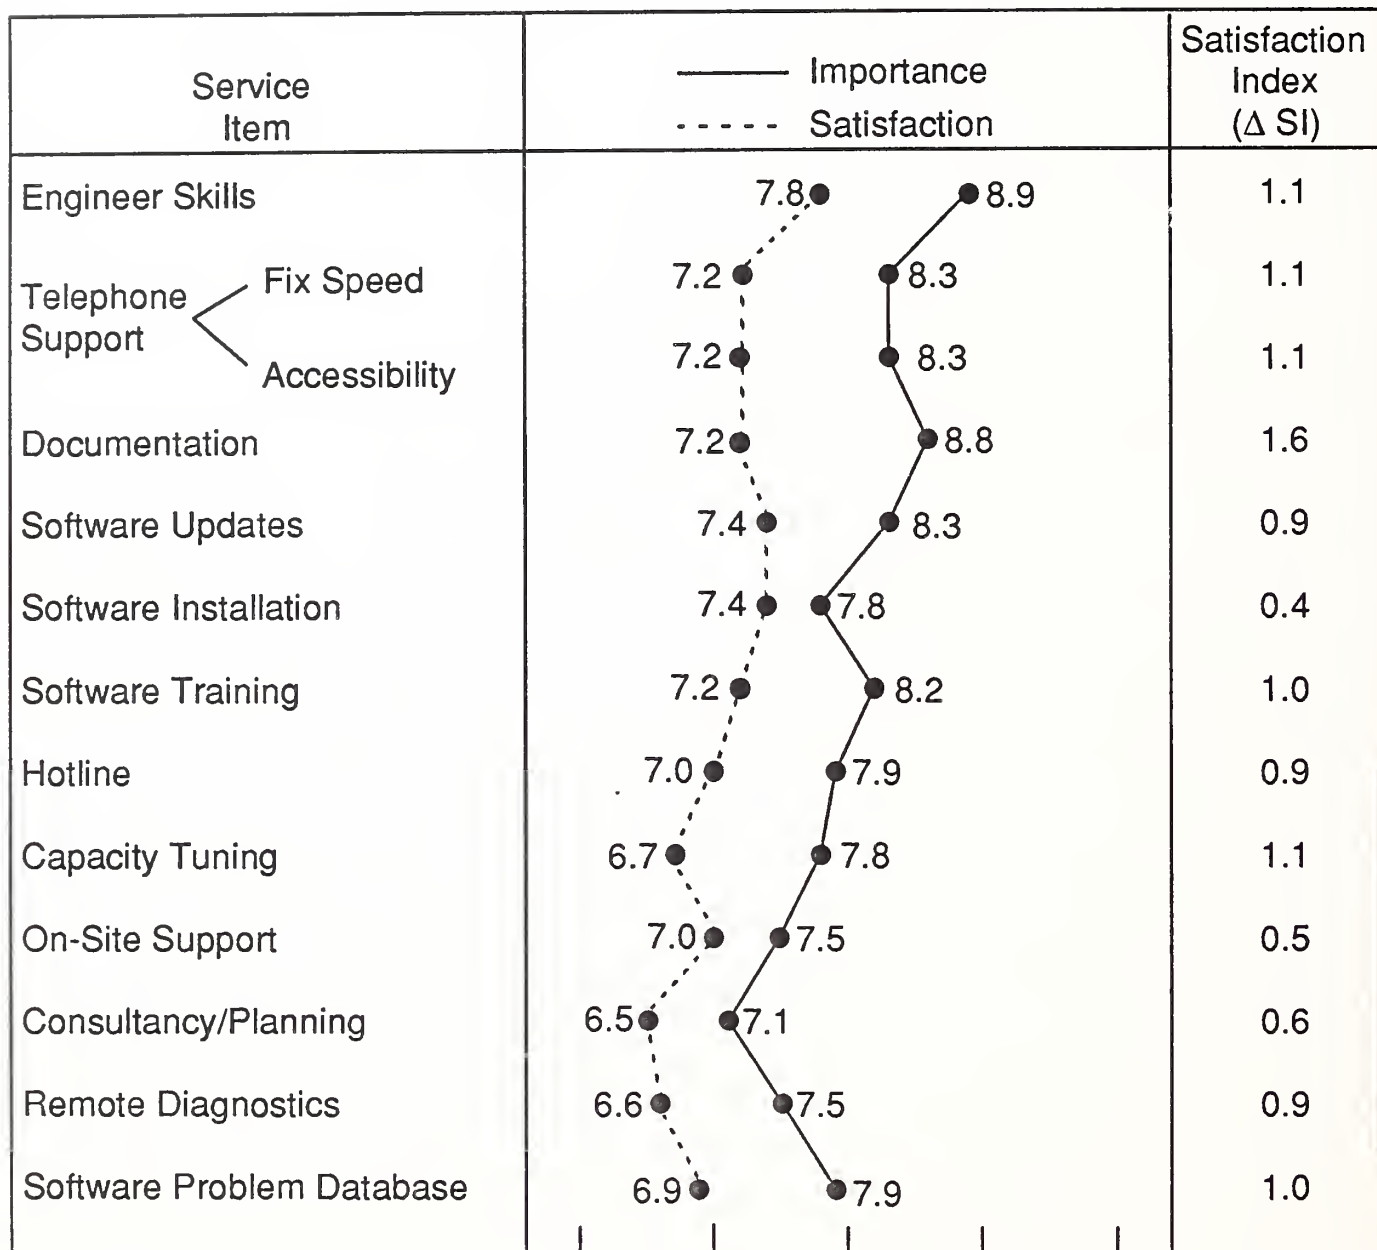 Service
Item
Importance
Satisfaction
Satisfaction
Index
(Δ SI)
Engineer Skills 7.8 8.9 1.1
Telephone
Support
Fix Speed 7.2 8.3 1.1
Accessibility 7.2 8.3 1.1
Documentation 7.2 8.8 1.6
Software Updates 7.4 8.3 0.9
Software Installation 7.4 7.8 0.4
Software Training 7.2 8.2 1.0
Hotline 7.0 7.9 0.9
Capacity Tuning 6.7 7.8 1.1
On-Site Support 7.0 7.5 0.5
Consultancy/Planning 6.5 7.1 0.6
Remote Diagnostics 6.6 7.5 0.9
Software Problem Database 6.9 7.9 1.0